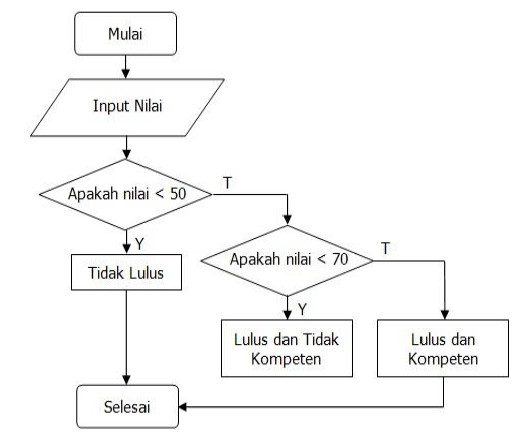 Mulai
Input Nilai
Apakah nilai < 50
T
Y
Tidak Lulus
Apakah nilai < 70
T
Y
Lulus dan Tidak
Kompeten
Lulus dan
Kompeten
Selesai